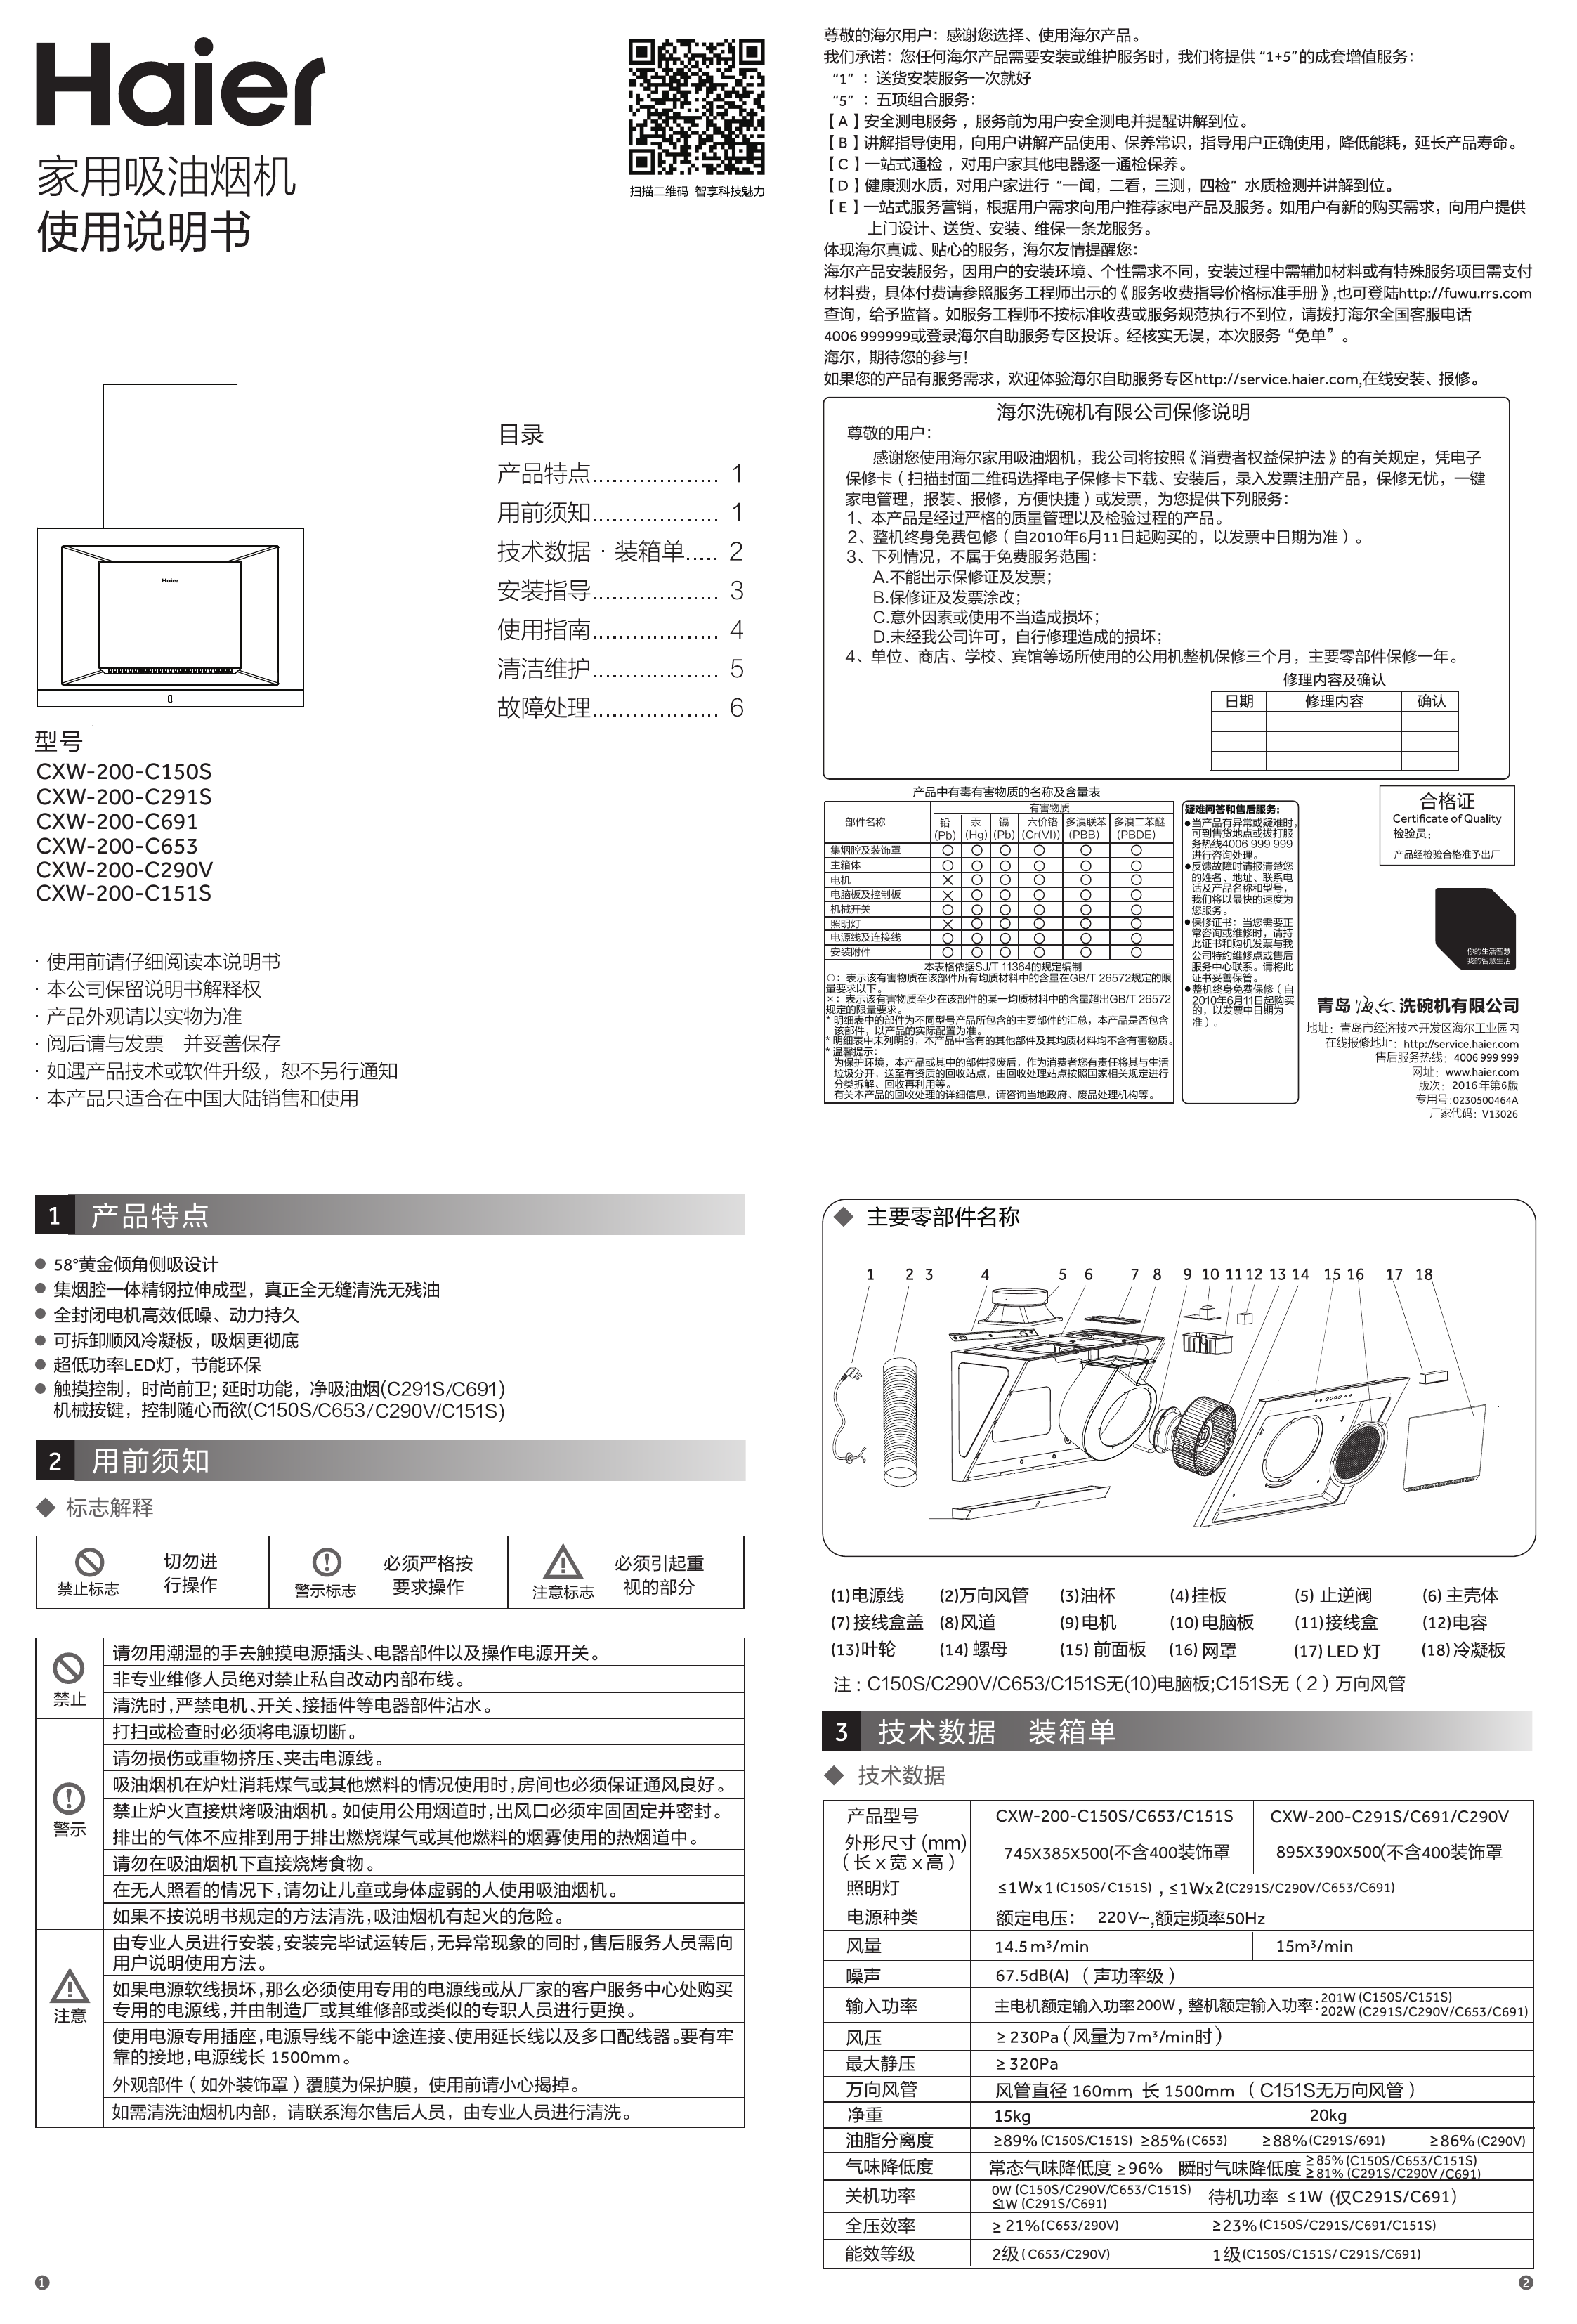 Haier
家用吸油烟机
使用说明书
扫描二维码 智享科技魅力
Haier
目录
产品特点................... 1
用前须知................... 1
技术数据 · 装箱单..... 2
安装指导................... 3
使用指南................... 4
清洁维护................... 5
故障处理................... 6
型号
CXW-200-C150S
CXW-200-C291S
CXW-200-C691
CXW-200-C653
CXW-200-C290V
CXW-200-C151S
· 使用前请仔细阅读本说明书
· 本公司保留说明书解释权
· 产品外观请以实物为准
· 阅后请与发票一并妥善保存
· 如遇产品技术或软件升级，恕不另行通知
· 本产品只适合在中国大陆销售和使用
尊敬的海尔用户：感谢您选择、使用海尔产品。
我们承诺：您任何海尔产品需要安装或维护服务时，我们将提供 “1+5”的成套增值服务：
“1” ：送货安装服务一次就好
“5” ：五项组合服务：
【 A 】安全测电服务 ，服务前为用户安全测电并提醒讲解到位。
【 B 】讲解指导使用，向用户讲解产品使用、保养常识，指导用户正确使用，降低能耗，延长产品寿命。
【 C 】一站式通检 ，对用户家其他电器逐一通检保养。
【 D 】健康测水质，对用户家进行 “一闻，二看，三测，四检” 水质检测并讲解到位。
【 E 】一站式服务营销，根据用户需求向用户推荐家电产品及服务。如用户有新的购买需求，向用户提供
上门设计、送货、安装、维保一条龙服务。
体现海尔真诚、贴心的服务，海尔友情提醒您：
海尔产品安装服务，因用户的安装环境、个性需求不同，安装过程中需辅加材料或有特殊服务项目需支付
材料费，具体付费请参照服务工程师出示的《 服务收费指导价格标准手册 》,也可登陆http://fuwu.rrs.com
查询，给予监督。如服务工程师不按标准收费或服务规范执行不到位，请拨打海尔全国客服电话
4006 999999或登录海尔自助服务专区投诉。经核实无误，本次服务 “免单” 。
海尔，期待您的参与！
如果您的产品有服务需求，欢迎体验海尔自助服务专区http://service.haier.com,在线安装、报修。
海尔洗碗机有限公司保修说明
尊敬的用户：
感谢您使用海尔家用吸油烟机，我公司将按照《 消费者权益保护法 》的有关规定，凭电子
保修卡（ 扫描封面二维码选择电子保修卡下载、安装后，录入发票注册产品，保修无忧，一键
家电管理，报装、报修，方便快捷 ）或发票，为您提供下列服务：
1、本产品是经过严格的质量管理以及检验过程的产品。
2、整机终身免费包修（ 自2010年6月11日起购买的，以发票中日期为准 ）。
3、下列情况，不属于免费服务范围：
A.不能出示保修证及发票；
B.保修证及发票涂改；
C.意外因素或使用不当造成损坏；
D.未经我公司许可，自行修理造成的损坏；
4、单位、商店、学校、宾馆等场所使用的公用机整机保修三个月，主要零部件保修一年。
修理内容及确认
日期 修理内容 确认
产品中有毒有害物质的名称及含量表
部件名称 有害物质
铅(Pb) 汞(Hg) 镉(Pb) 六价铬(Cr(VI)) 多溴联苯(PBB) 多溴二苯醚(PBDE)
集烟腔及装饰罩 ○ ○ ○ ○ ○ ○
主箱体 ○ ○ ○ ○ ○ ○
电机 × ○ ○ ○ ○ ○
电脑板及控制板 × ○ ○ ○ ○ ○
机械开关 ○ ○ ○ ○ ○ ○
照明灯 × ○ ○ ○ ○ ○
电源线及连接线 ○ ○ ○ ○ ○ ○
安装附件 ○ ○ ○ ○ ○ ○
本表格依据SJ/T 11364的规定编制
○：表示该有害物质在该部件所有均质材料中的含量在GB/T 26572规定的限
量要求以下。
×：表示该有害物质至少在该部件的某一均质材料中的含量超出GB/T 26572
规定的限量要求。
* 明细表中的部件为不同型号产品所包含的主要部件的汇总，本产品是否包含
该部件，以产品的实际配置为准。
* 明细表中未列明的，本产品中含有的其他部件及其均质材料均不含有害物质。
* 温馨提示：
为保护环境，本产品或其中的部件报废后，作为消费者您有责任将其与生活
垃圾分开，送至有资质的回收站点，由回收处理站点按照国家相关规定进行
分类拆解、回收再利用等。
有关本产品的回收处理的详细信息，请咨询当地政府、废品处理机构等。
疑难问答和售后服务：
●当产品有异常或疑难时，
可到售货地点或拔打服
务热线4006 999 999
进行咨询处理。
●反馈故障时请报清楚您
的姓名、地址、联系电
话及产品名称和型号，
我们将以最快的速度为
您服务。
●保修证书：当您需要正
常咨询或维修时，请持
此证书和购机发票与我
公司特约维修点或售后
服务中心联系。请将此
证书妥善保管。
●整机终身免费保修（ 自
2010年6月11日起购买
的，以发票中日期为
准 ）。
合格证
Certificate of Quality
检验员：
产品经检验合格准予出厂
你的生活智慧
我的智慧生活
青岛海尔洗碗机有限公司
地址：青岛市经济技术开发区海尔工业园内
在线报修地址：http://service.haier.com
售后服务热线：4006 999 999
网址：www.haier.com
版次：2016 年第6版
专用号:0230500464A
厂家代码：V13026
1 产品特点
● 58°黄金倾角侧吸设计
● 集烟腔一体精钢拉伸成型，真正全无缝清洗无残油
● 全封闭电机高效低噪、动力持久
● 可拆卸顺风冷凝板，吸烟更彻底
● 超低功率LED灯，节能环保
● 触摸控制，时尚前卫; 延时功能，净吸油烟(C291S/C691)
机械按键，控制随心而欲(C150S/C653/C290V/C151S)
2 用前须知
◆ 标志解释
禁止标志 切勿进行操作
警示标志 必须严格按要求操作
注意标志 必须引起重视的部分
禁止
请勿用潮湿的手去触摸电源插头、电器部件以及操作电源开关。
非专业维修人员绝对禁止私自改动内部布线。
清洗时,严禁电机、开关、接插件等电器部件沾水。
警示
打扫或检查时必须将电源切断。
请勿损伤或重物挤压、夹击电源线。
吸油烟机在炉灶消耗煤气或其他燃料的情况使用时,房间也必须保证通风良好。
禁止炉火直接烘烤吸油烟机。如使用公用烟道时,出风口必须牢固固定并密封。
排出的气体不应排到用于排出燃烧煤气或其他燃料的烟雾使用的热烟道中。
请勿在吸油烟机下直接烧烤食物。
在无人照看的情况下,请勿让儿童或身体虚弱的人使用吸油烟机。
如果不按说明书规定的方法清洗,吸油烟机有起火的危险。
注意
由专业人员进行安装,安装完毕试运转后,无异常现象的同时,售后服务人员需向
用户说明使用方法。
如果电源软线损坏,那么必须使用专用的电源线或从厂家的客户服务中心处购买
专用的电源线,并由制造厂或其维修部或类似的专职人员进行更换。
使用电源专用插座,电源导线不能中途连接、使用延长线以及多口配线器。要有牢
靠的接地,电源线长 1500mm。
外观部件（ 如外装饰罩 ）覆膜为保护膜，使用前请小心揭掉。
如需清洗油烟机内部，请联系海尔售后人员，由专业人员进行清洗。
1
◆ 主要零部件名称
1 2 3 4 5 6 7 8 9 10 11 12 13 14 15 16 17 18
(1)电源线 (2)万向风管 (3)油杯 (4)挂板 (5) 止逆阀 (6) 主壳体
(7) 接线盒盖 (8)风道 (9)电机 (10)电脑板 (11)接线盒 (12)电容
(13)叶轮 (14) 螺母 (15) 前面板 (16) 网罩 (17) LED 灯 (18)冷凝板
注：C150S/C290V/C653/C151S无(10)电脑板;C151S无（ 2 ）万向风管
3 技术数据 装箱单
◆ 技术数据
产品型号 CXW-200-C150S/C653/C151S CXW-200-C291S/C691/C290V
外形尺寸 (mm)（ 长 x 宽 x 高 ） 745x385x500(不含400装饰罩 895x390x500(不含400装饰罩
照明灯 ≤1Wx1 (C150S/ C151S) , ≤1Wx2(C291S/C290V/C653/C691)
电源种类 额定电压： 220V~,额定频率50Hz
风量 14.5 m³/min 15m³/min
噪声 67.5dB(A) （ 声功率级 ）
输入功率 主电机额定输入功率200W , 整机额定输入功率: 201W (C150S/C151S)
202W (C291S/C290V/C653/C691)
风压 ≥ 230Pa（ 风量为7m³/min时 ）
最大静压 ≥ 320Pa
万向风管 风管直径 160mm, 长 1500mm （ C151S无万向风管 ）
净重 15kg 20kg
油脂分离度 ≥89% (C150S/C151S) ≥85%(C653) ≥88%(C291S/691) ≥86%(C290V)
气味降低度 常态气味降低度 ≥96% 瞬时气味降低度 ≥85%(C150S/C653/C151S)
≥81%(C291S/C290V /C691)
关机功率 0W (C150S/C290V/C653/C151S)
≤1W (C291S/C691)
待机功率 ≤1W (仅C291S/C691)
全压效率 ≥ 21%(C653/290V) ≥23%(C150S/C291S/C691/C151S)
能效等级 2级( C653/C290V) 1级(C150S/C151S/ C291S/C691)
2